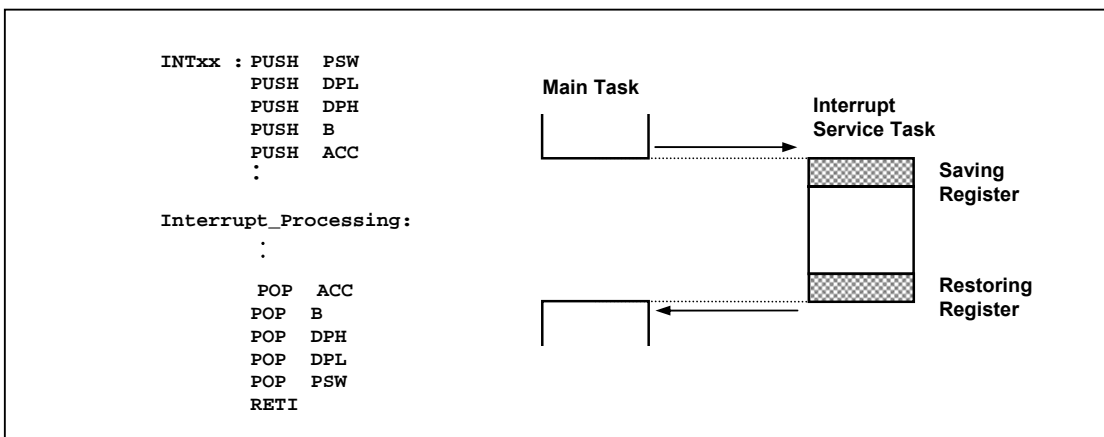 INTxx : PUSH PSW
PUSH DPL
PUSH DPH
PUSH B
PUSH ACC
:
Interrupt_Processing:
.
.
POP ACC
POP B
POP DPH
POP DPL
POP PSW
RETI
Main Task
Interrupt
Service Task
Saving
Register
Restoring
Register